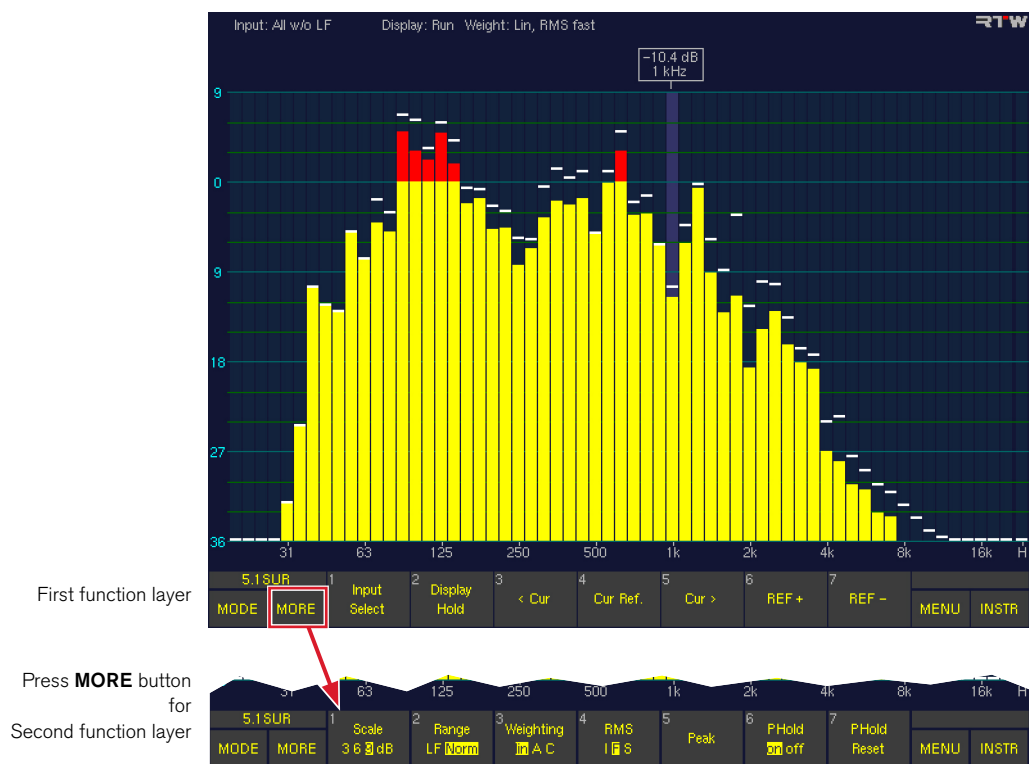 Input: All w/o LF Display: Run Weight: Lin, RMS fast RTW
−10.4 dB
1 kHz
9
0
9
18
27
36
31 63 125 250 500 1k 2k 4k 8k 16k H
First function layer
5.1SUR
MODE MORE
1 Input Select
2 Display Hold
3 < Cur
4 Cur Ref.
5 Cur >
6 REF +
7 REF −
MENU INSTR
Press MORE button
for
Second function layer
31 63 125 250 500 1k 2k 4k 8k 16k H
5.1SUR
MODE MORE
1 Scale
3 6 9 dB
2 Range
LF Norm
3 Weighting
in A C
4 RMS
I F S
5 Peak
6 PHold
on off
7 PHold
Reset
MENU INSTR